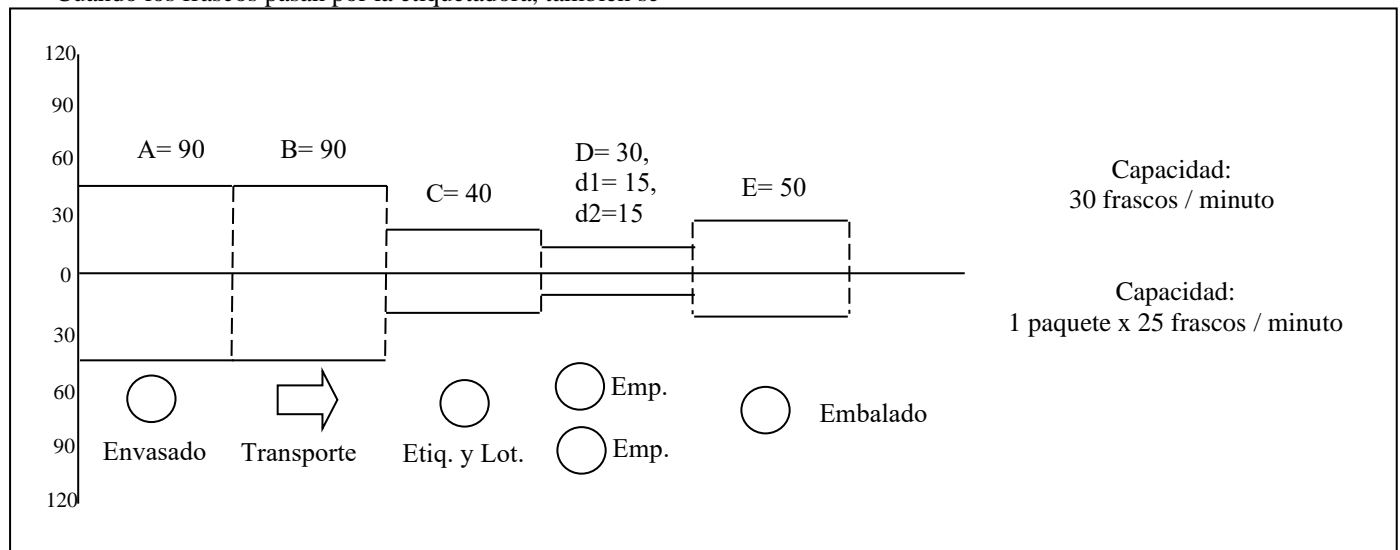 Cuando los frascos pasan por la etiquetadora, también se
120
90
60
30
0
30
60
90
120
A= 90
B= 90
C= 40
D= 30,
d1= 15,
d2=15
E= 50
Capacidad:
30 frascos / minuto
Capacidad:
1 paquete x 25 frascos / minuto
Emp.
Emp.
Embalado
Envasado
Transporte
Etiq. y Lot.